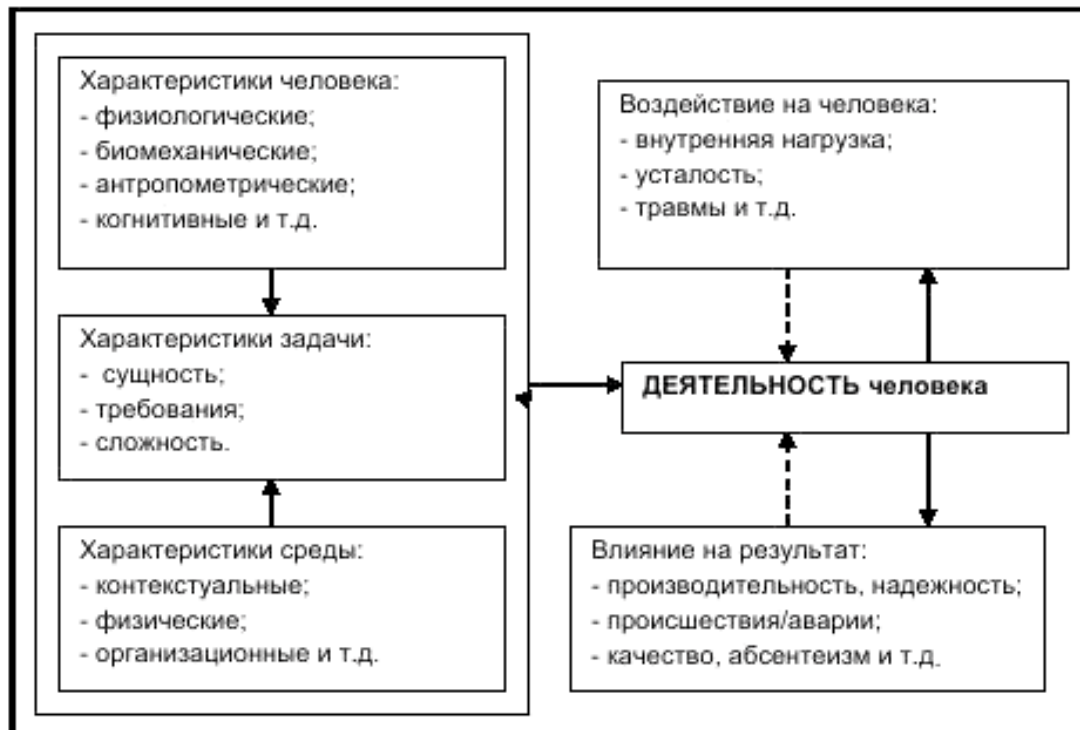 Характеристики человека:
- физиологические;
- биомеханические;
- антропометрические;
- когнитивные и т.д.
Характеристики задачи:
- сущность;
- требования;
- сложность.
Характеристики среды:
- контекстуальные;
- физические;
- организационные и т.д.
Воздействие на человека:
- внутренняя нагрузка;
- усталость;
- травмы и т.д.
ДЕЯТЕЛЬНОСТЬ человека
Влияние на результат:
- производительность, надежность;
- происшествия/аварии;
- качество, абсентеизм и т.д.